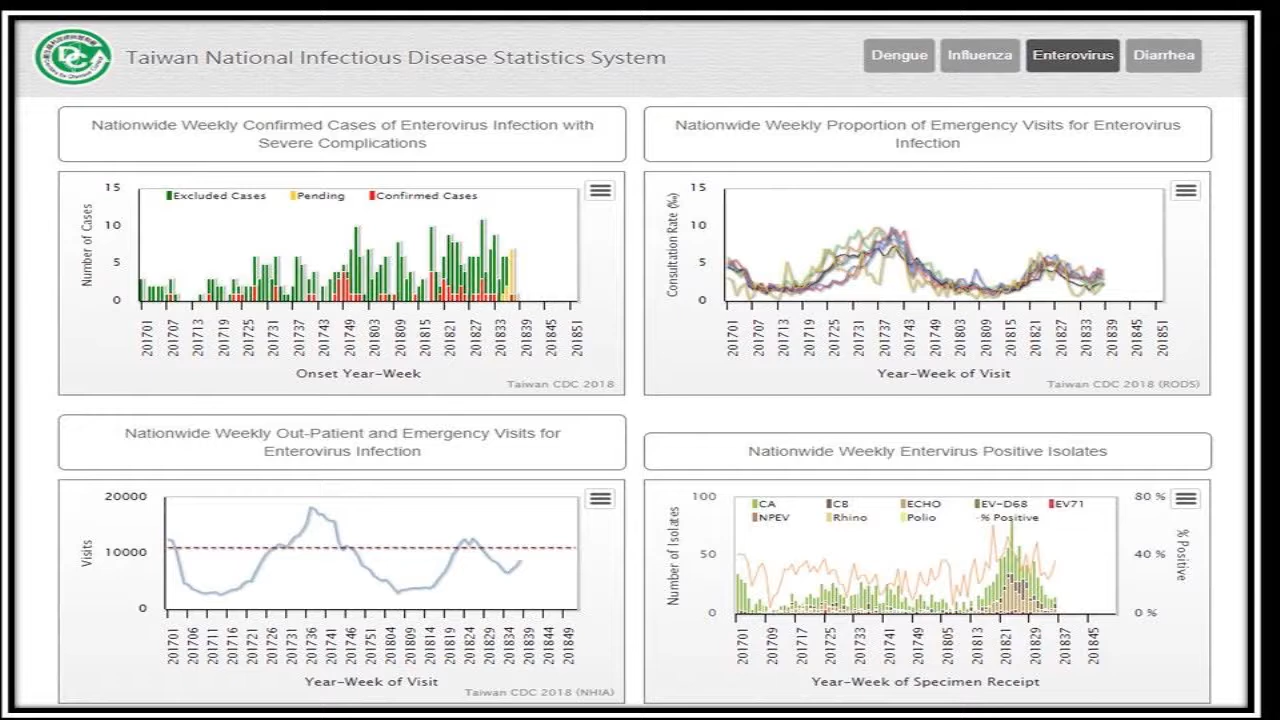 Taiwan National Infectious Disease Statistics System
Dengue
Influenza
Enterovirus
Diarrhea
Nationwide Weekly Confirmed Cases of Enterovirus Infection with
Severe Complications
15
10
5
0
Number of Cases
Excluded Cases
Pending
Confirmed Cases
201701
201707
201713
201719
201725
201731
201737
201743
201749
201803
201809
201815
201821
201827
201833
201839
201845
201851
Onset Year-Week
Taiwan CDC 2018
Nationwide Weekly Proportion of Emergency Visits for Enterovirus
Infection
15
10
5
0
Consultation Rate (‰)
201701
201707
201713
201719
201725
201731
201737
201743
201749
201803
201809
201815
201821
201827
201833
201839
201845
201851
Year-Week of Visit
Taiwan CDC 2018 (RODS)
Nationwide Weekly Out-Patient and Emergency Visits for
Enterovirus Infection
20000
10000
0
Visits
201701
201706
201711
201716
201721
201726
201731
201736
201741
201746
201751
201804
201809
201814
201819
201824
201829
201834
201839
201844
201849
Year-Week of Visit
Taiwan CDC 2018 (NHIA)
Nationwide Weekly Entervirus Positive Isolates
100
50
0
Number of Isolates
CA
CB
ECHO
EV-D68
EV71
NPEV
Rhino
Polio
% Positive
80 %
40 %
0 %
% Positive
201701
201709
201717
201725
201733
201741
201749
201805
201813
201821
201829
201837
201845
Year-Week of Specimen Receipt